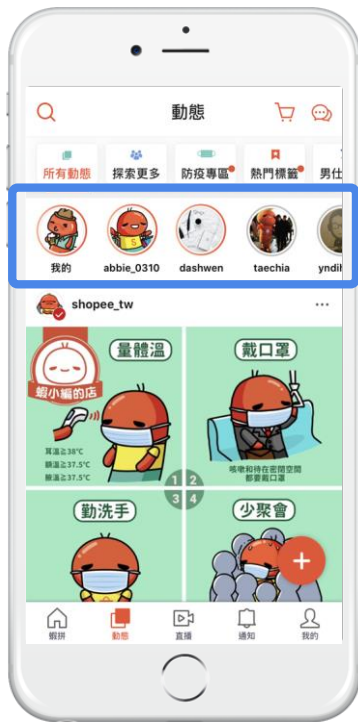 動態
所有動態 探索更多 防疫專區 熱門標籤 男仕
S
我的 abbie_0310 dashwen taechia yndih
shopee_tw
蝦小編的店
量體溫
耳溫≧38°C
額溫≧37.5°C
腋溫≧37.5°C
戴口罩
咳嗽和待在密閉空間
都要戴口罩
1 2
3 4
勤洗手
少聚會
蝦拼 動態 直播 通知 我的